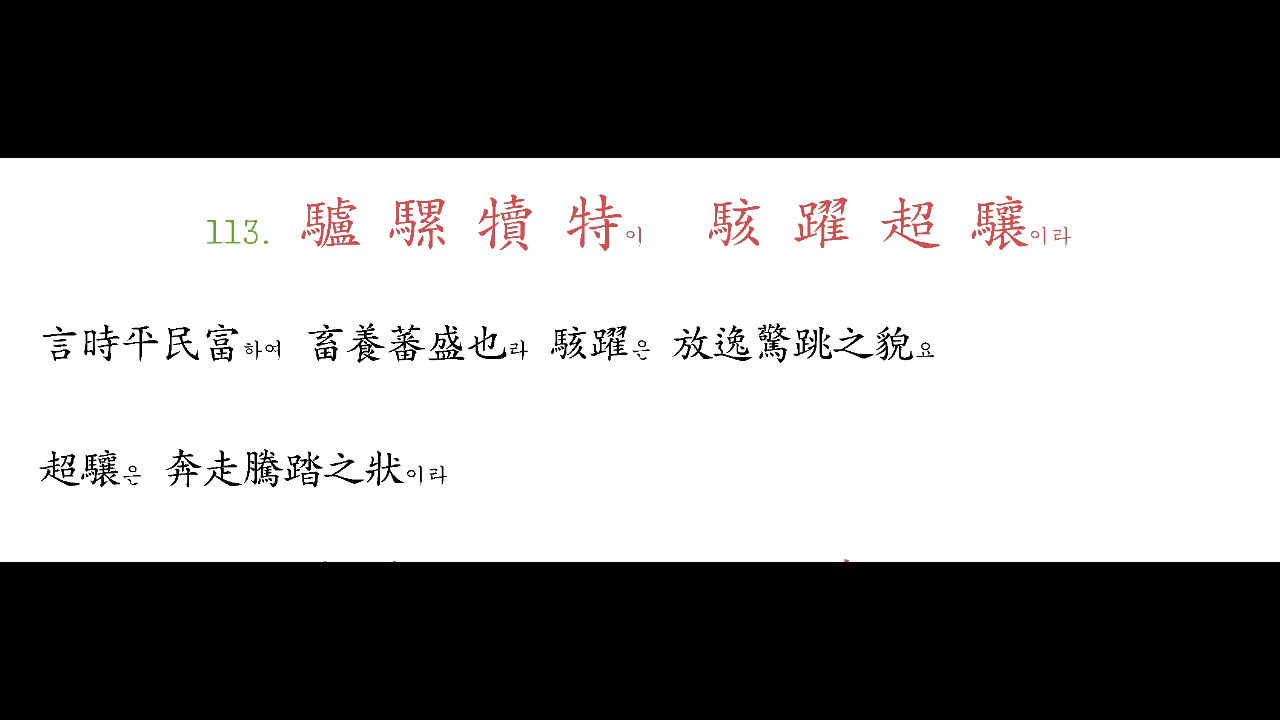 113. 驢騾犢特이 駭躍超驤이라
言時平民富하여 畜養蕃盛也라 駭躍은 放逸驚跳之貌요
超驤은 奔走騰踏之狀이라